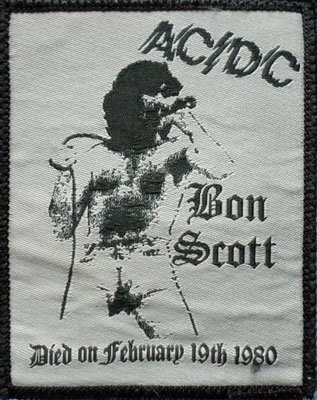 AC/DC
Bon
Scott
Died on February 19th 1980